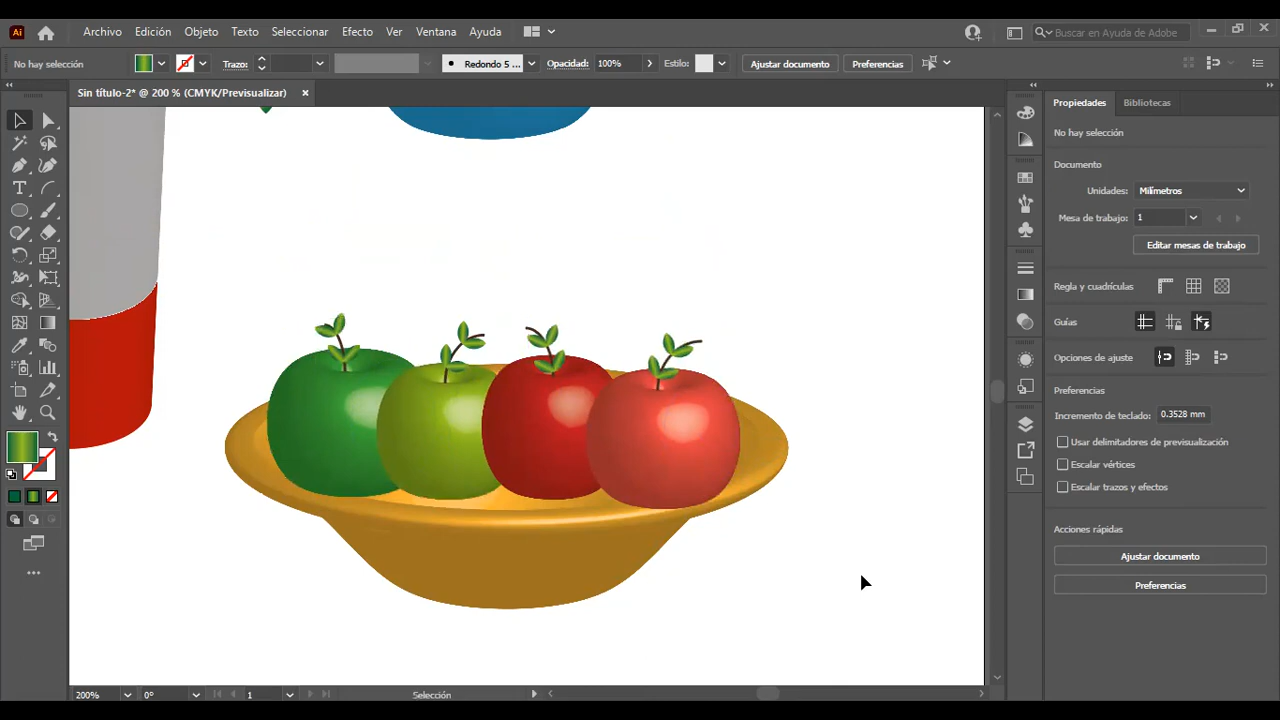 Ai
Archivo Edición Objeto Texto Seleccionar Efecto Ver Ventana Ayuda Buscar en Ayuda de Adobe
No hay selección Trazo: Redondo 5 ... Opacidad: 100% Estilo: Ajustar documento Preferencias
Sin título-2* @ 200 % (CMYK/Previsualizar) ×
Propiedades Bibliotecas
No hay selección
Documento
Unidades: Milímetros
Mesa de trabajo: 1
Editar mesas de trabajo
Regla y cuadrículas
Guías
Opciones de ajuste
Preferencias
Incremento de teclado: 0.3528 mm
Usar delimitadores de previsualización
Escalar vértices
Escalar trazos y efectos
Acciones rápidas
Ajustar documento
Preferencias
200% 0° 1 Selección